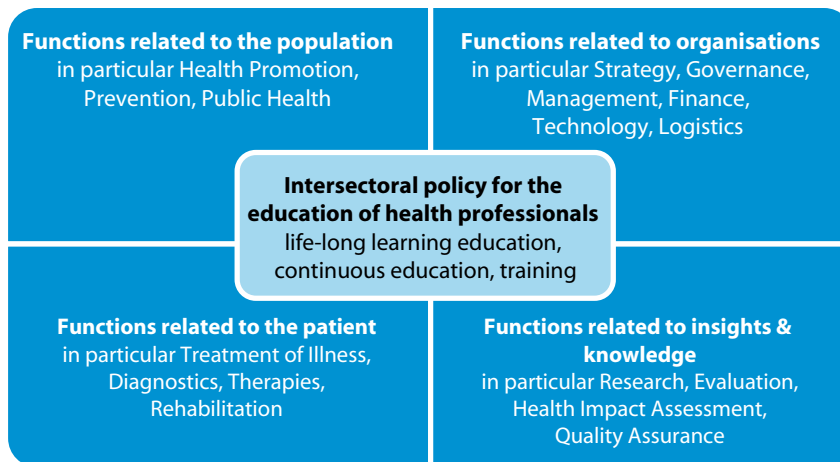 Functions related to the population
in particular Health Promotion,
Prevention, Public Health
Functions related to organisations
in particular Strategy, Governance,
Management, Finance,
Technology, Logistics
Intersectoral policy for the
education of health professionals
life-long learning education,
continuous education, training
Functions related to the patient
in particular Treatment of Illness,
Diagnostics, Therapies,
Rehabilitation
Functions related to insights &
knowledge
in particular Research, Evaluation,
Health Impact Assessment,
Quality Assurance